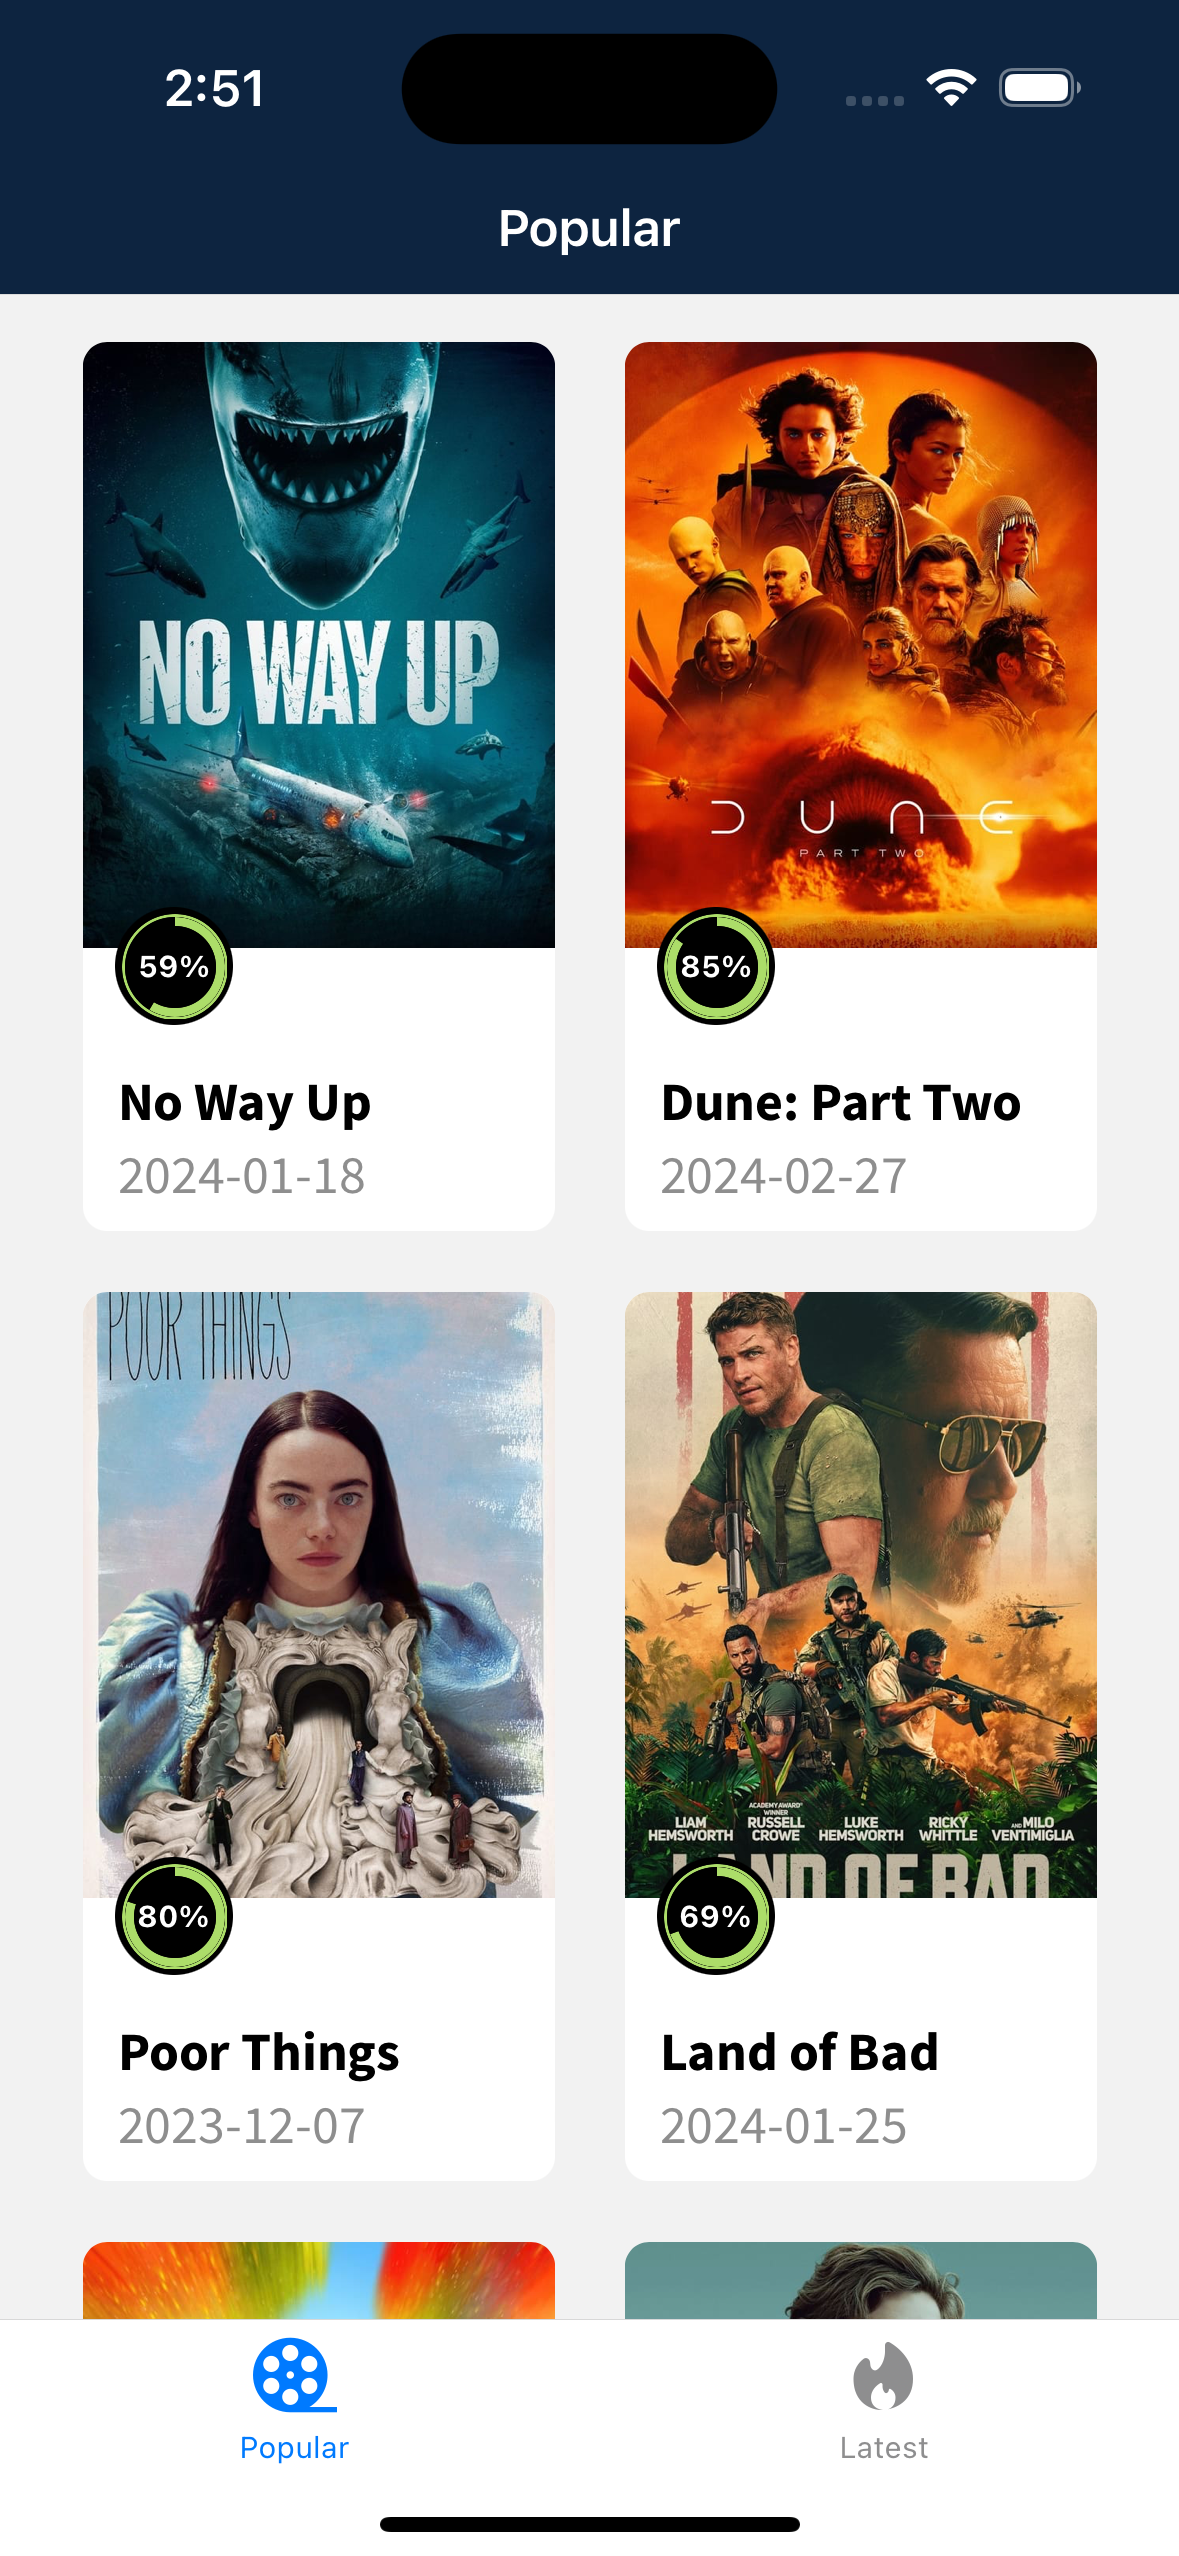 2:51
Popular
NO WAY UP
59%
No Way Up
2024-01-18
DUNE
PART TWO
85%
Dune: Part Two
2024-02-27
POOR THINGS
80%
Poor Things
2023-12-07
LIAM HEMSWORTH
ACADEMY AWARD® WINNER RUSSELL CROWE
LUKE HEMSWORTH
RICKY WHITTLE
AND MILO VENTIMIGLIA
LAND OF BAD
69%
Land of Bad
2024-01-25
Popular
Latest